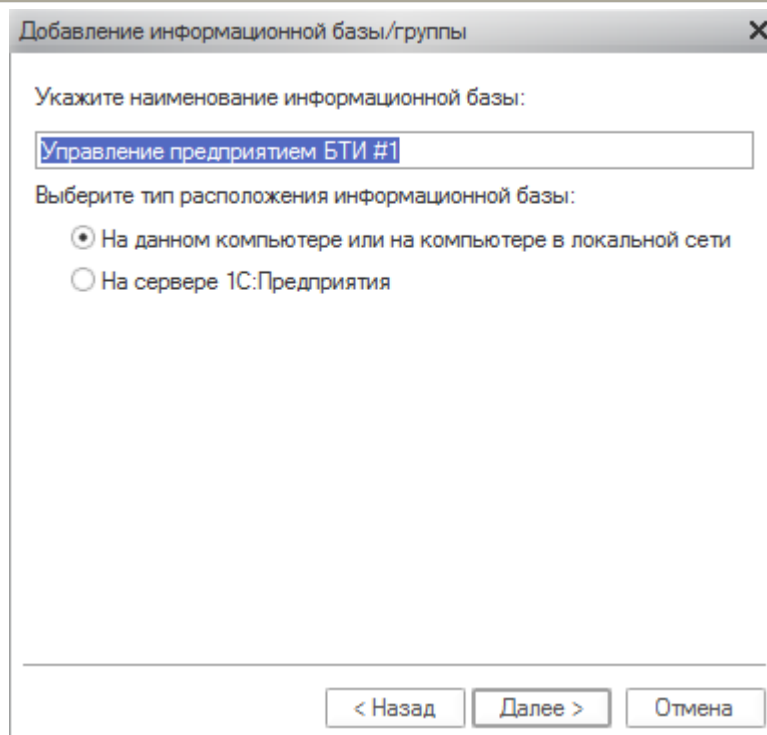 Добавление информационной базы/группы
Укажите наименование информационной базы:
Управление предприятием БТИ #1
Выберите тип расположения информационной базы:
На данном компьютере или на компьютере в локальной сети
На сервере 1С:Предприятия
< Назад
Далее >
Отмена